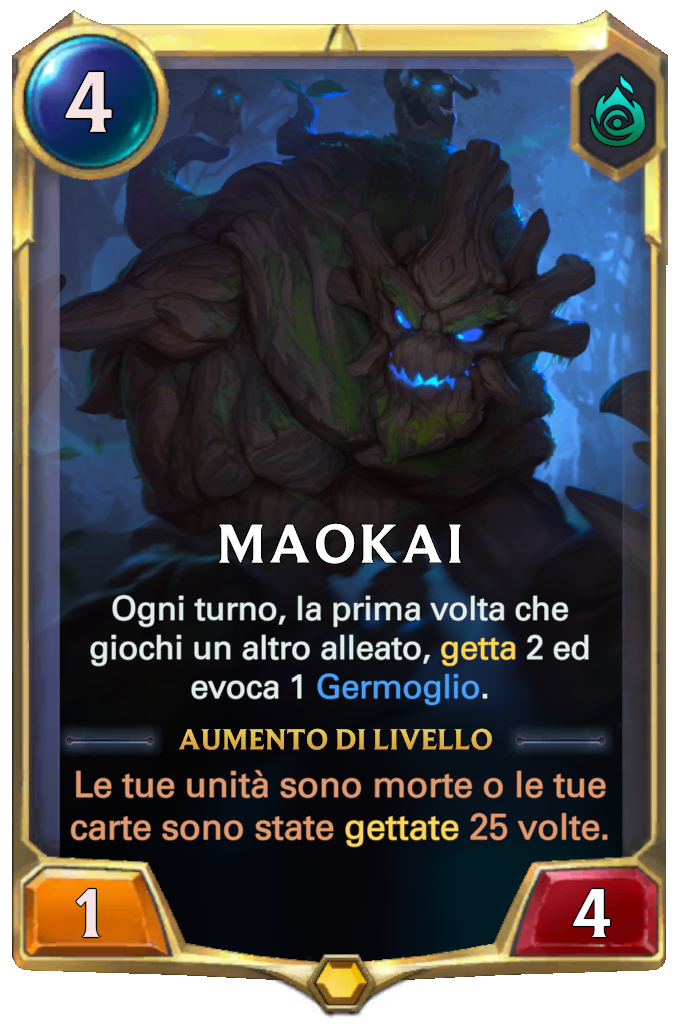 4
MAOKAI
Ogni turno, la prima volta che
giochi un altro alleato, getta 2 ed
evoca 1 Germoglio.
AUMENTO DI LIVELLO
Le tue unità sono morte o le tue
carte sono state gettate 25 volte.
1
4